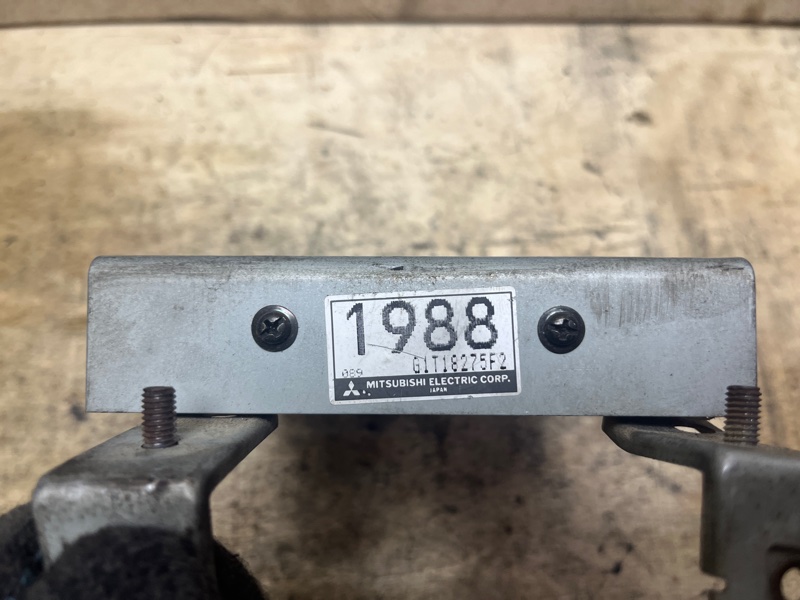 1988
G1T18275F2
089
MITSUBISHI ELECTRIC CORP.
JAPAN